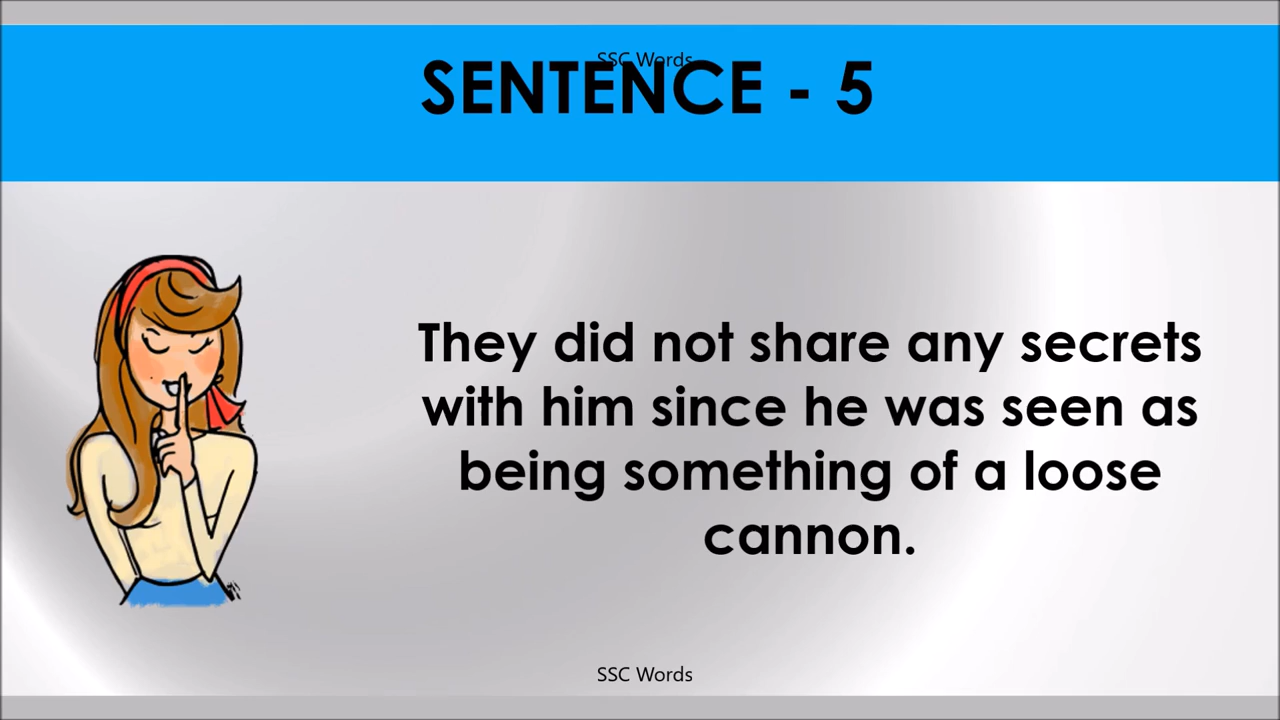 SSC Words
SENTENCE - 5
They did not share any secrets
with him since he was seen as
being something of a loose
cannon.
SSC Words